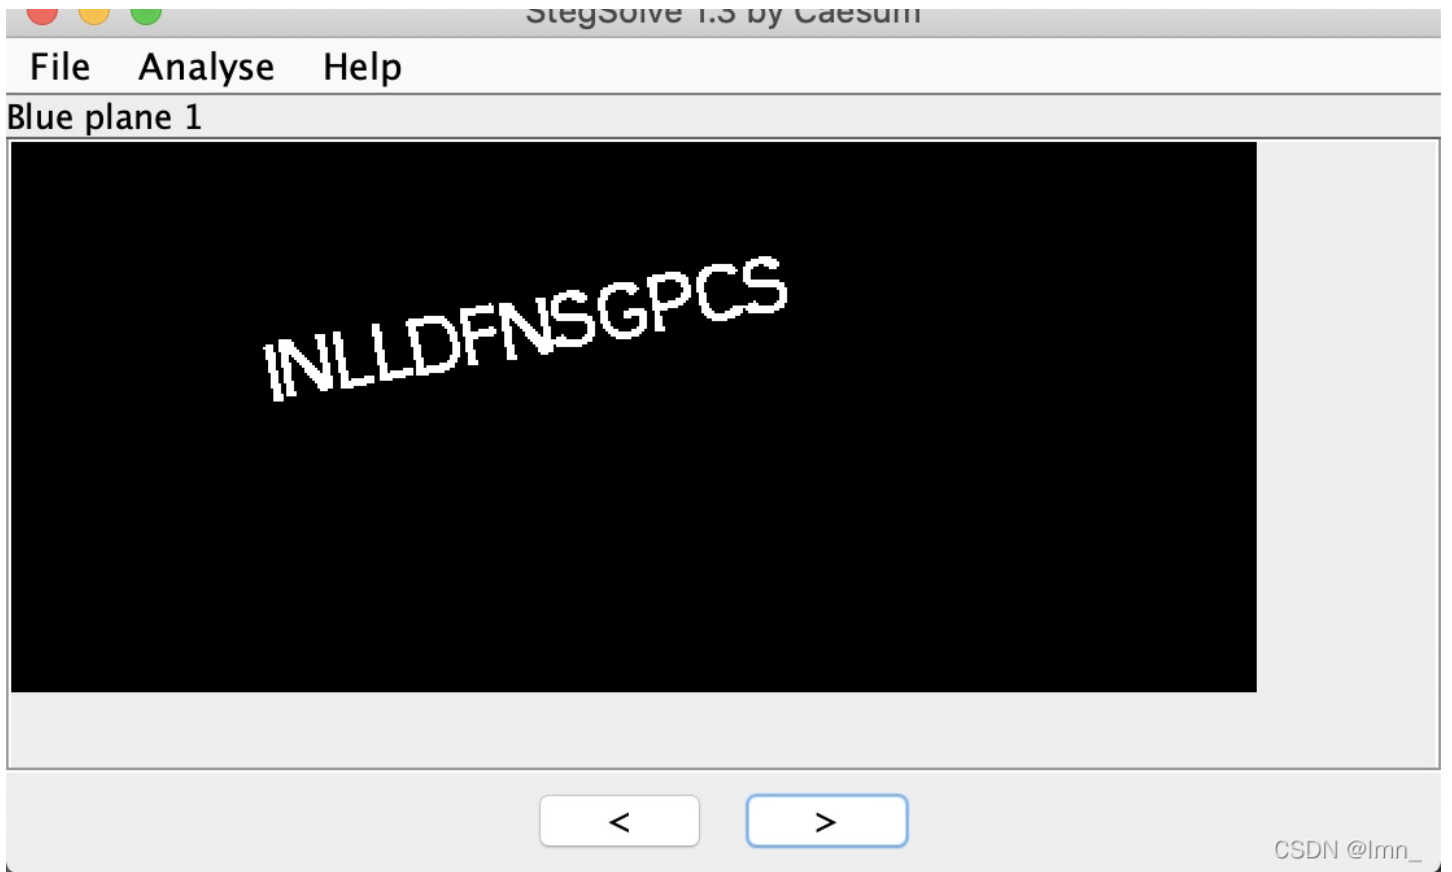 StegSolve 1.3 by Caesum
File Analyse Help
Blue plane 1
INLLDFNSGPCS
< >
CSDN @lmn_